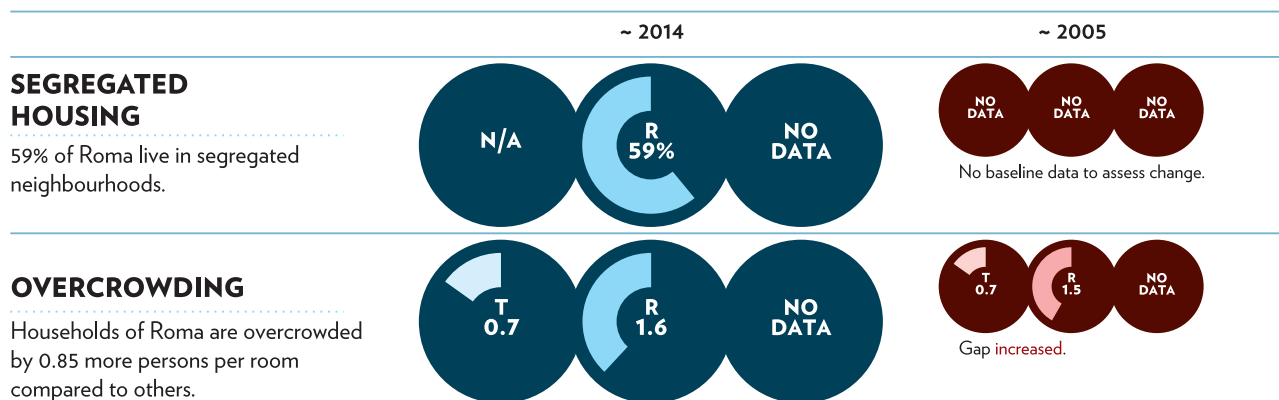 ~ 2014
~ 2005
SEGREGATED
HOUSING
59% of Roma live in segregated
neighbourhoods.
N/A
R
59%
NO
DATA
NO
DATA
NO
DATA
NO
DATA
No baseline data to assess change.
OVERCROWDING
Households of Roma are overcrowded
by 0.85 more persons per room
compared to others.
T
0.7
R
1.6
NO
DATA
T
0.7
R
1.5
NO
DATA
Gap increased.